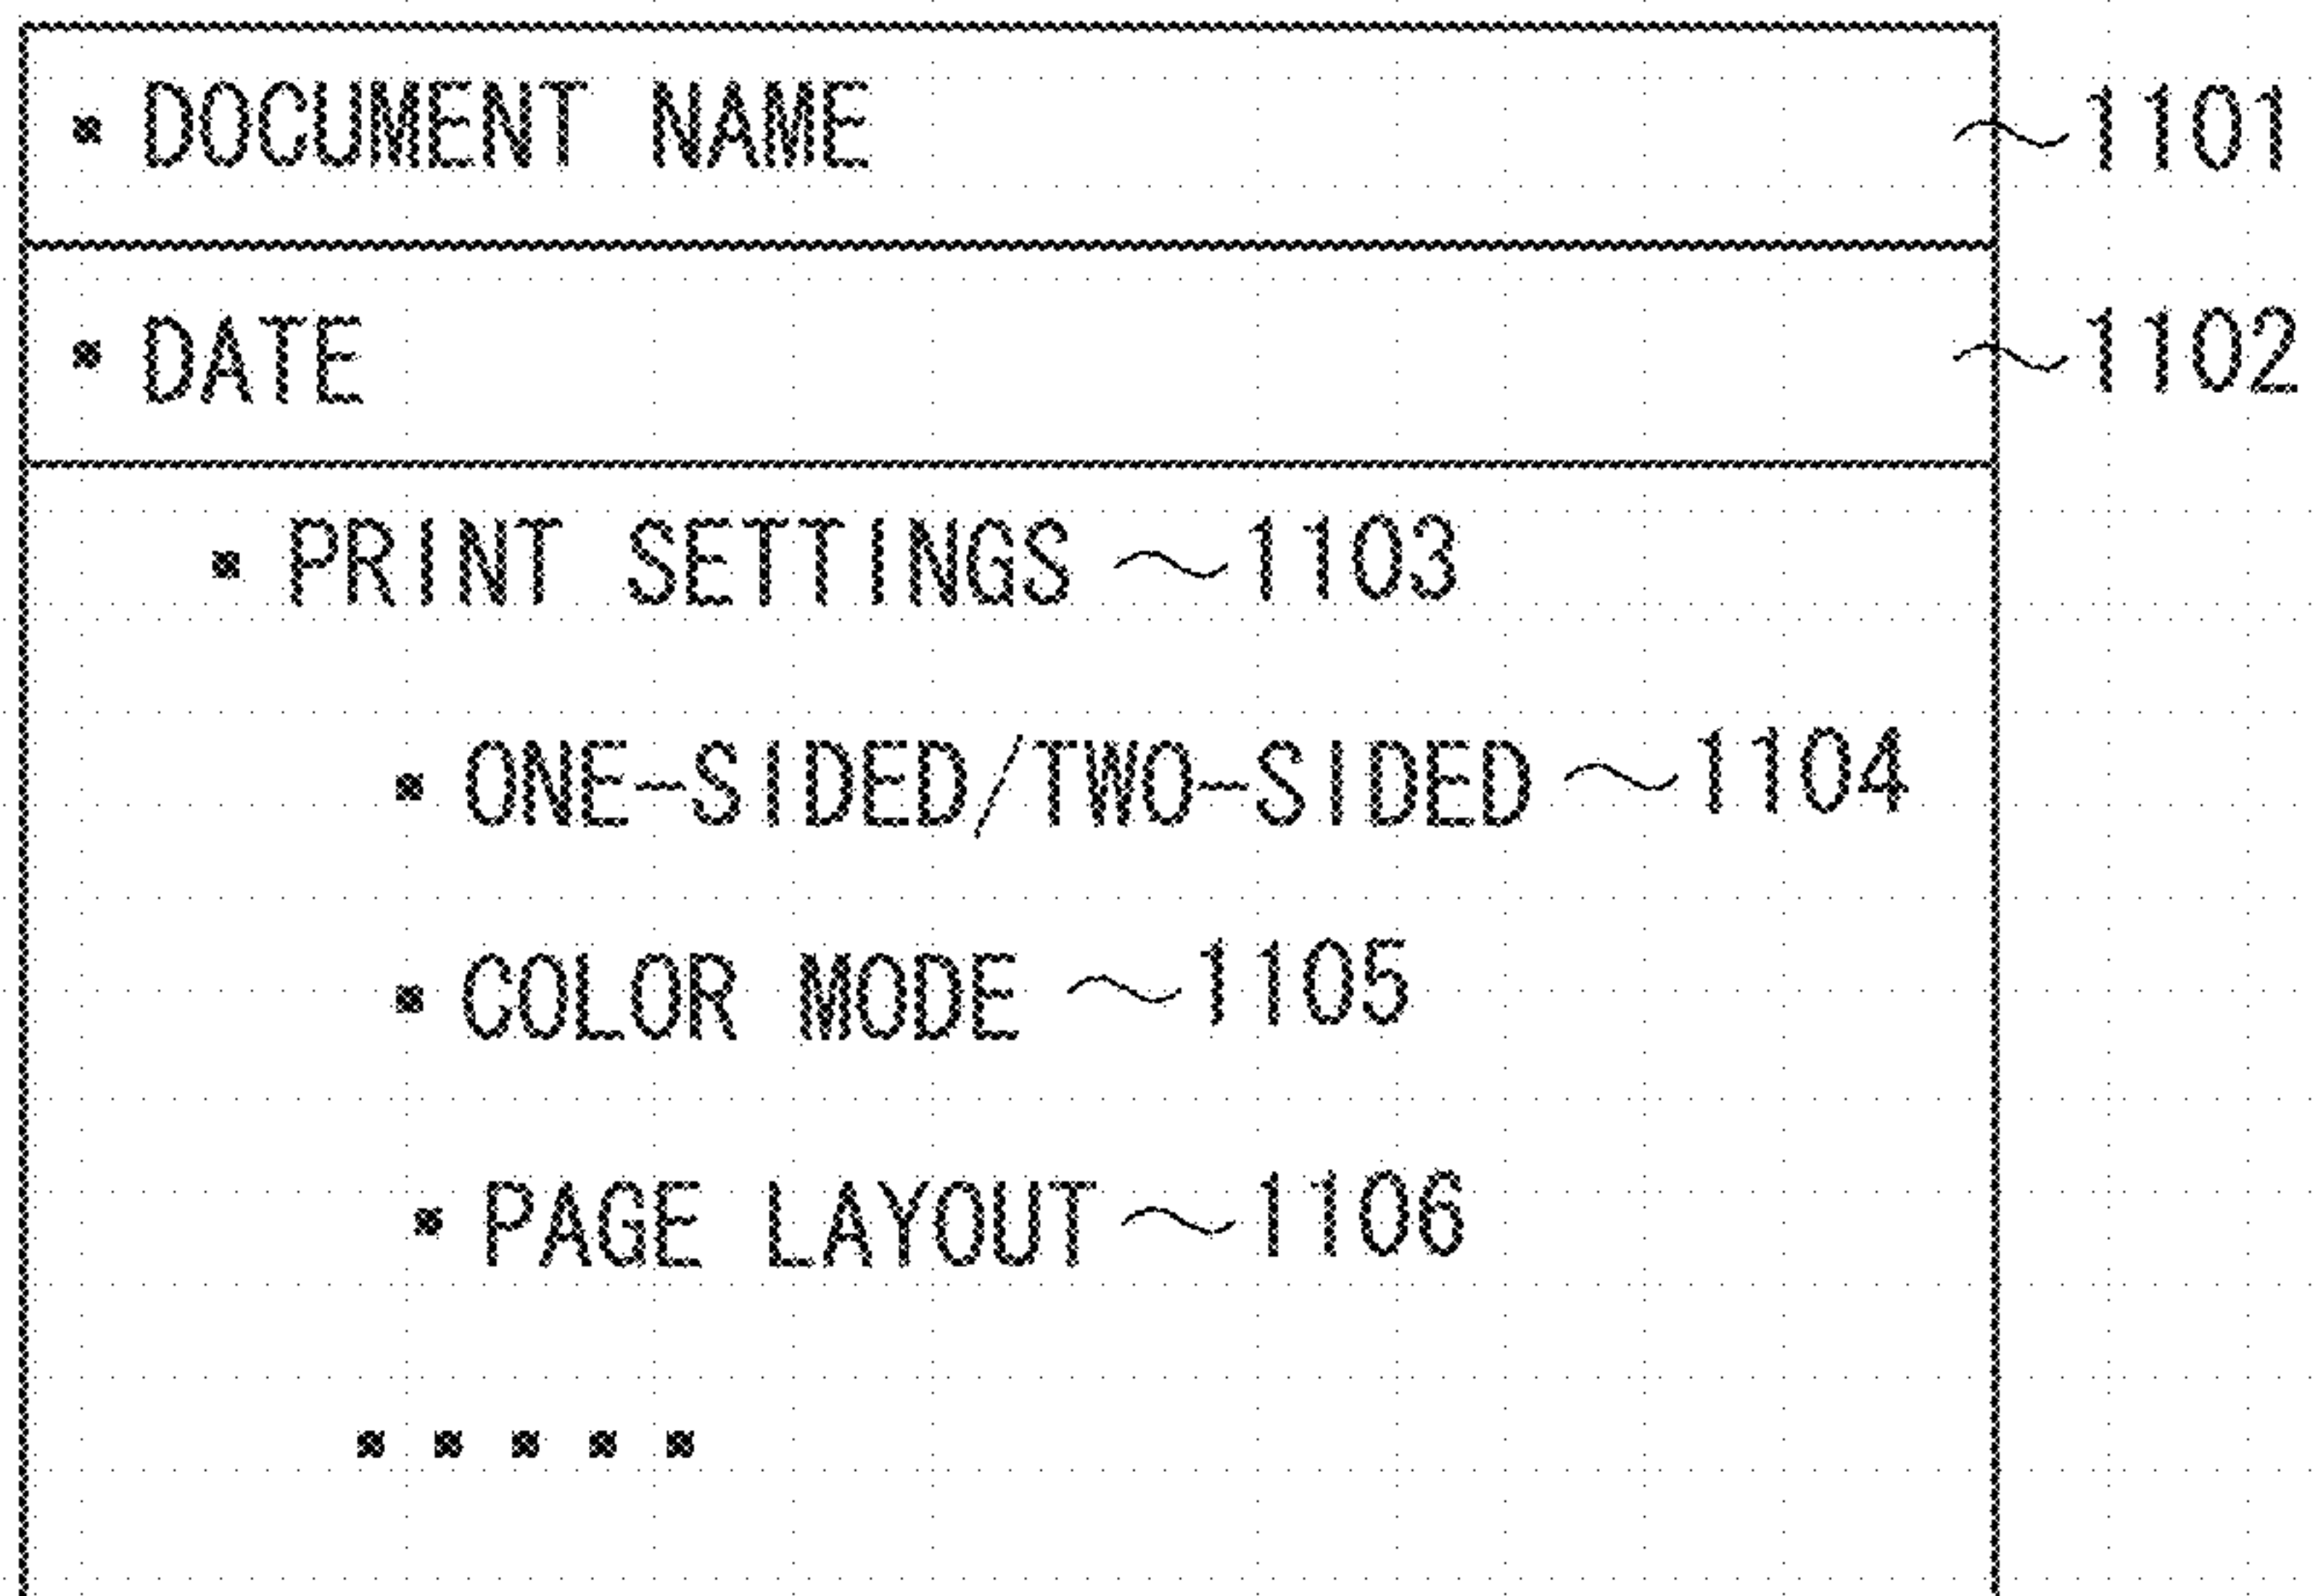 ▪ DOCUMENT NAME ~1101
▪ DATE ~1102
▪ PRINT SETTINGS ~1103
▪ ONE-SIDED/TWO-SIDED ~1104
▪ COLOR MODE ~1105
▪ PAGE LAYOUT ~1106
▪ ▪ ▪ ▪ ▪